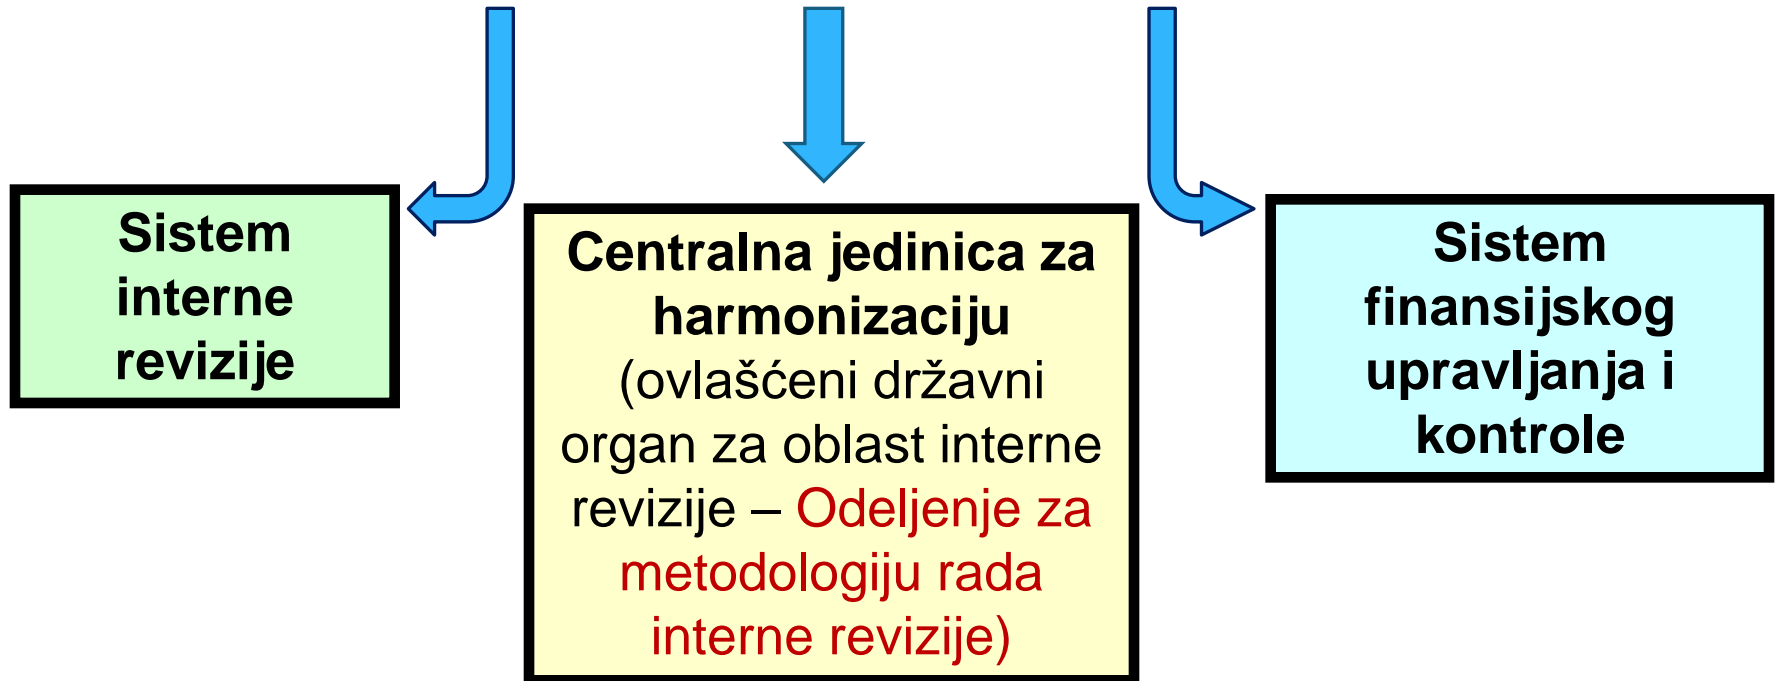 Sistem
interne
revizije
Centralna jedinica za
harmonizaciju
(ovlašćeni državni
organ za oblast interne
revizije – Odeljenje za
metodologiju rada
interne revizije)
Sistem
finansijskog
upravljanja i
kontrole